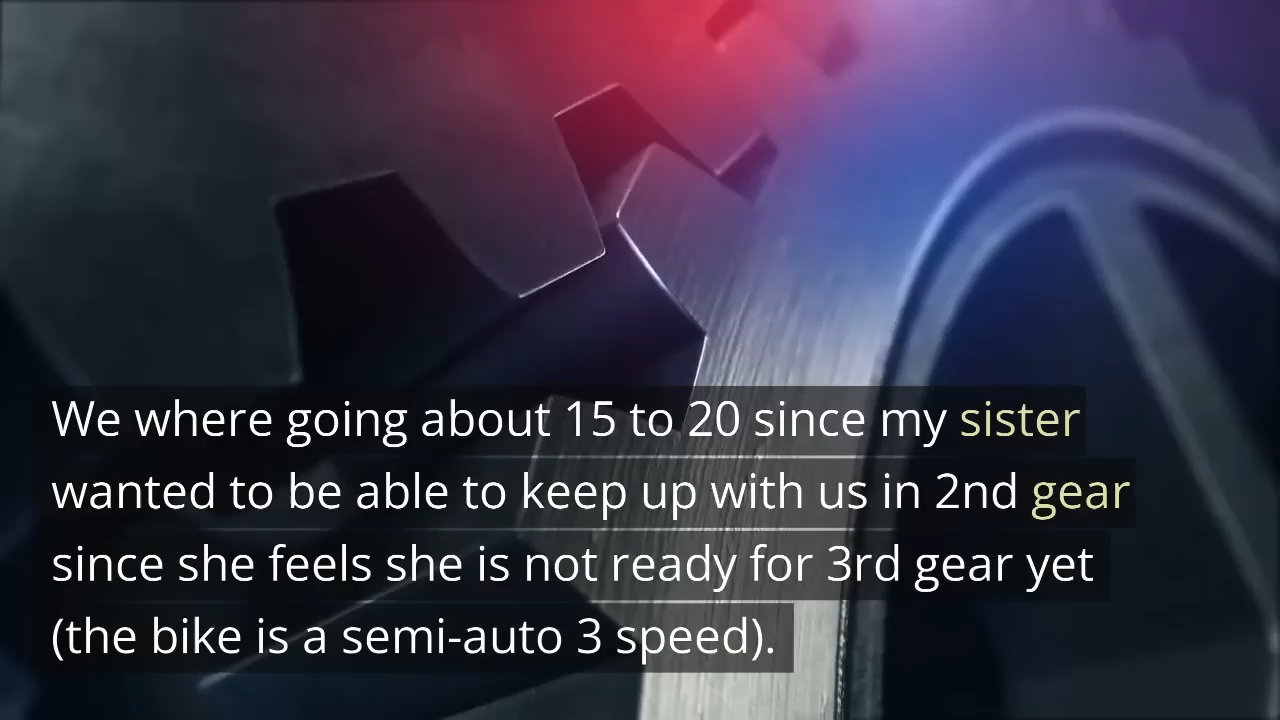 We where going about 15 to 20 since my sister
wanted to be able to keep up with us in 2nd gear
since she feels she is not ready for 3rd gear yet
(the bike is a semi-auto 3 speed).